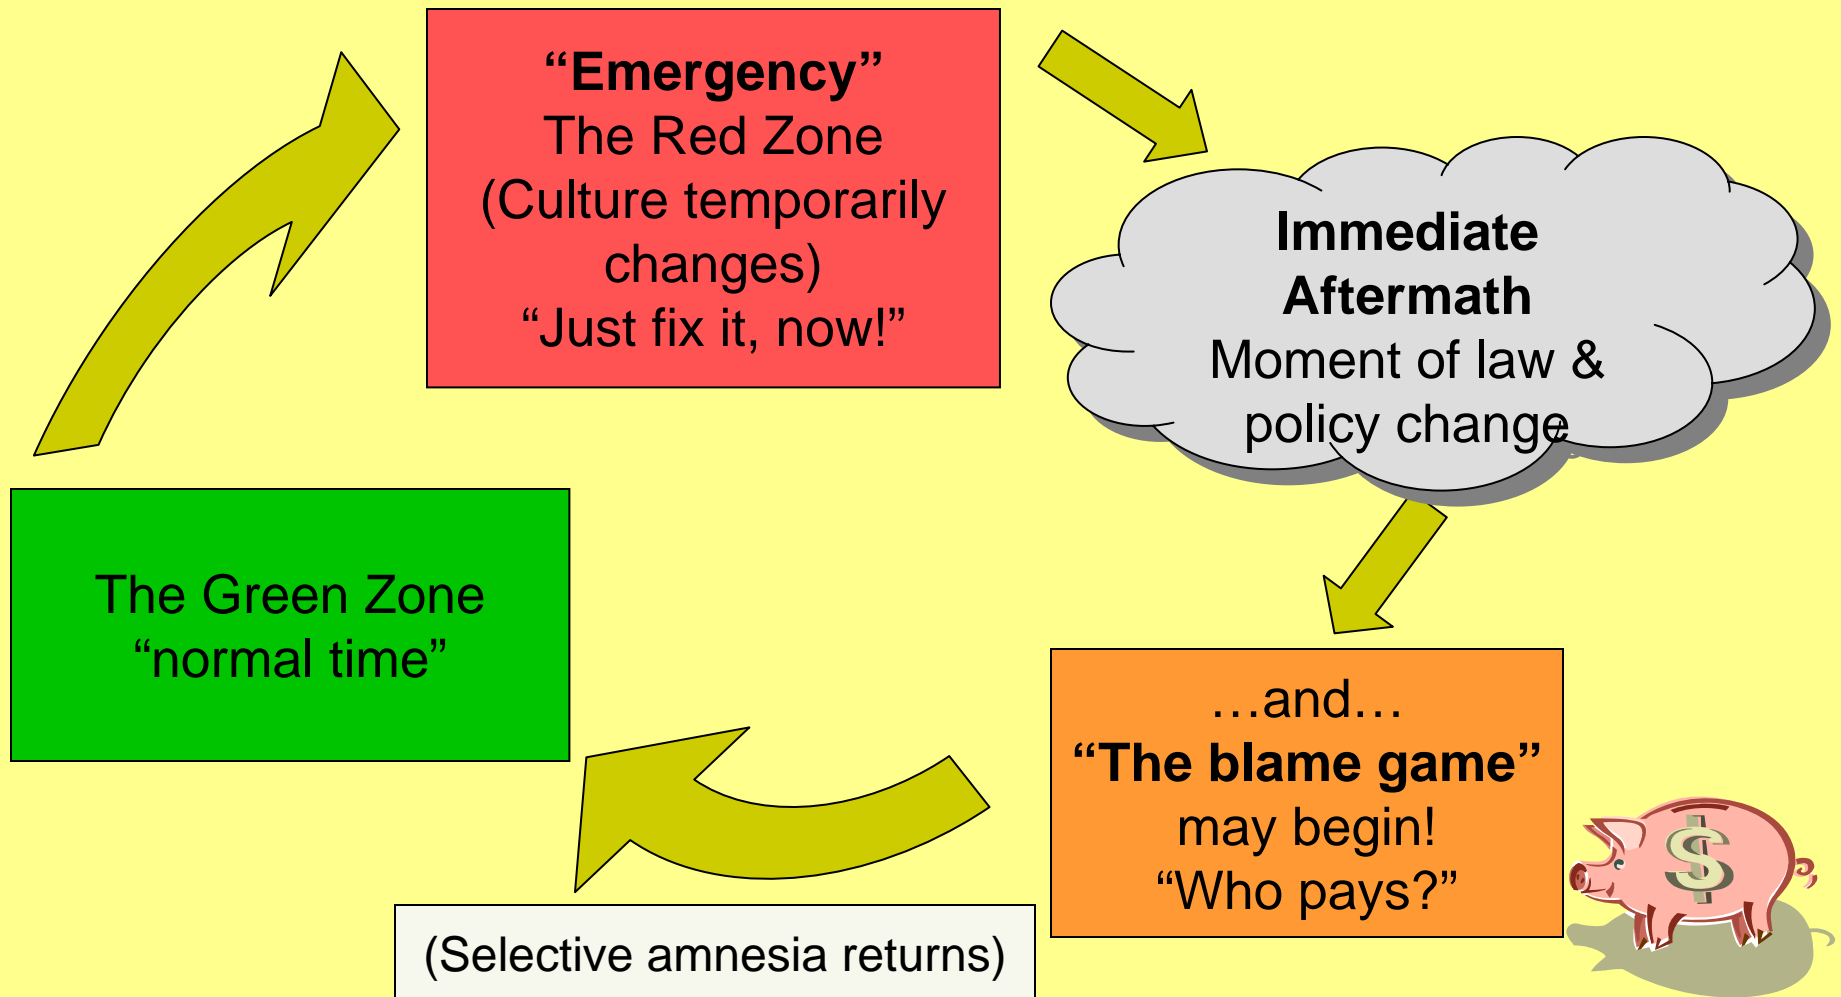 “Emergency”
The Red Zone
(Culture temporarily
changes)
“Just fix it, now!”
Immediate
Aftermath
Moment of law &
policy change
The Green Zone
“normal time”
…and…
“The blame game”
may begin!
“Who pays?”
$
(Selective amnesia returns)